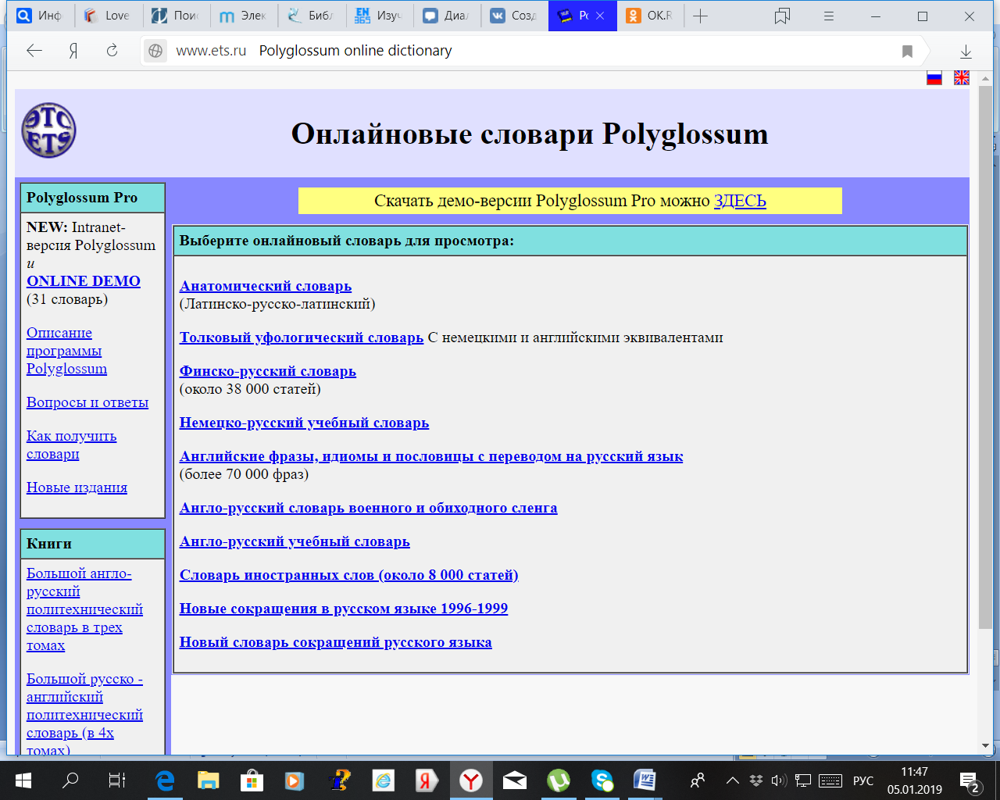 Инф
Love
Поис
Элек
Библ
EN
365
Изуч
Диал
Созд
Po
OK.R
Я
www.ets.ru Polyglossum online dictionary
ЭТС
ETS
Онлайновые словари Polyglossum
Polyglossum Pro
NEW: Intranet-
версия Polyglossum
и
ONLINE DEMO
(31 словарь)
Описание
программы
Polyglossum
Вопросы и ответы
Как получить
словари
Новые издания
Книги
Большой англо-
русский
политехнический
словарь в трех
томах
Большой русско -
английский
политехнический
словарь (в 4х
томах)
Скачать демо-версии Polyglossum Pro можно ЗДЕСЬ
Выберите онлайновый словарь для просмотра:
Анатомический словарь
(Латинско-русско-латинский)
Толковый уфологический словарь С немецкими и английскими эквивалентами
Финско-русский словарь
(около 38 000 статей)
Немецко-русский учебный словарь
Английские фразы, идиомы и пословицы с переводом на русский язык
(более 70 000 фраз)
Англо-русский словарь военного и обиходного сленга
Англо-русский учебный словарь
Словарь иностранных слов (около 8 000 статей)
Новые сокращения в русском языке 1996-1999
Новый словарь сокращений русского языка
РУС
11:47
05.01.2019
2